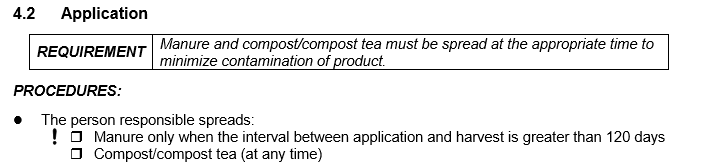 4.2 Application
REQUIREMENT Manure and compost/compost tea must be spread at the appropriate time to
minimize contamination of product.
PROCEDURES:
● The person responsible spreads:
! ☐ Manure only when the interval between application and harvest is greater than 120 days
☐ Compost/compost tea (at any time)